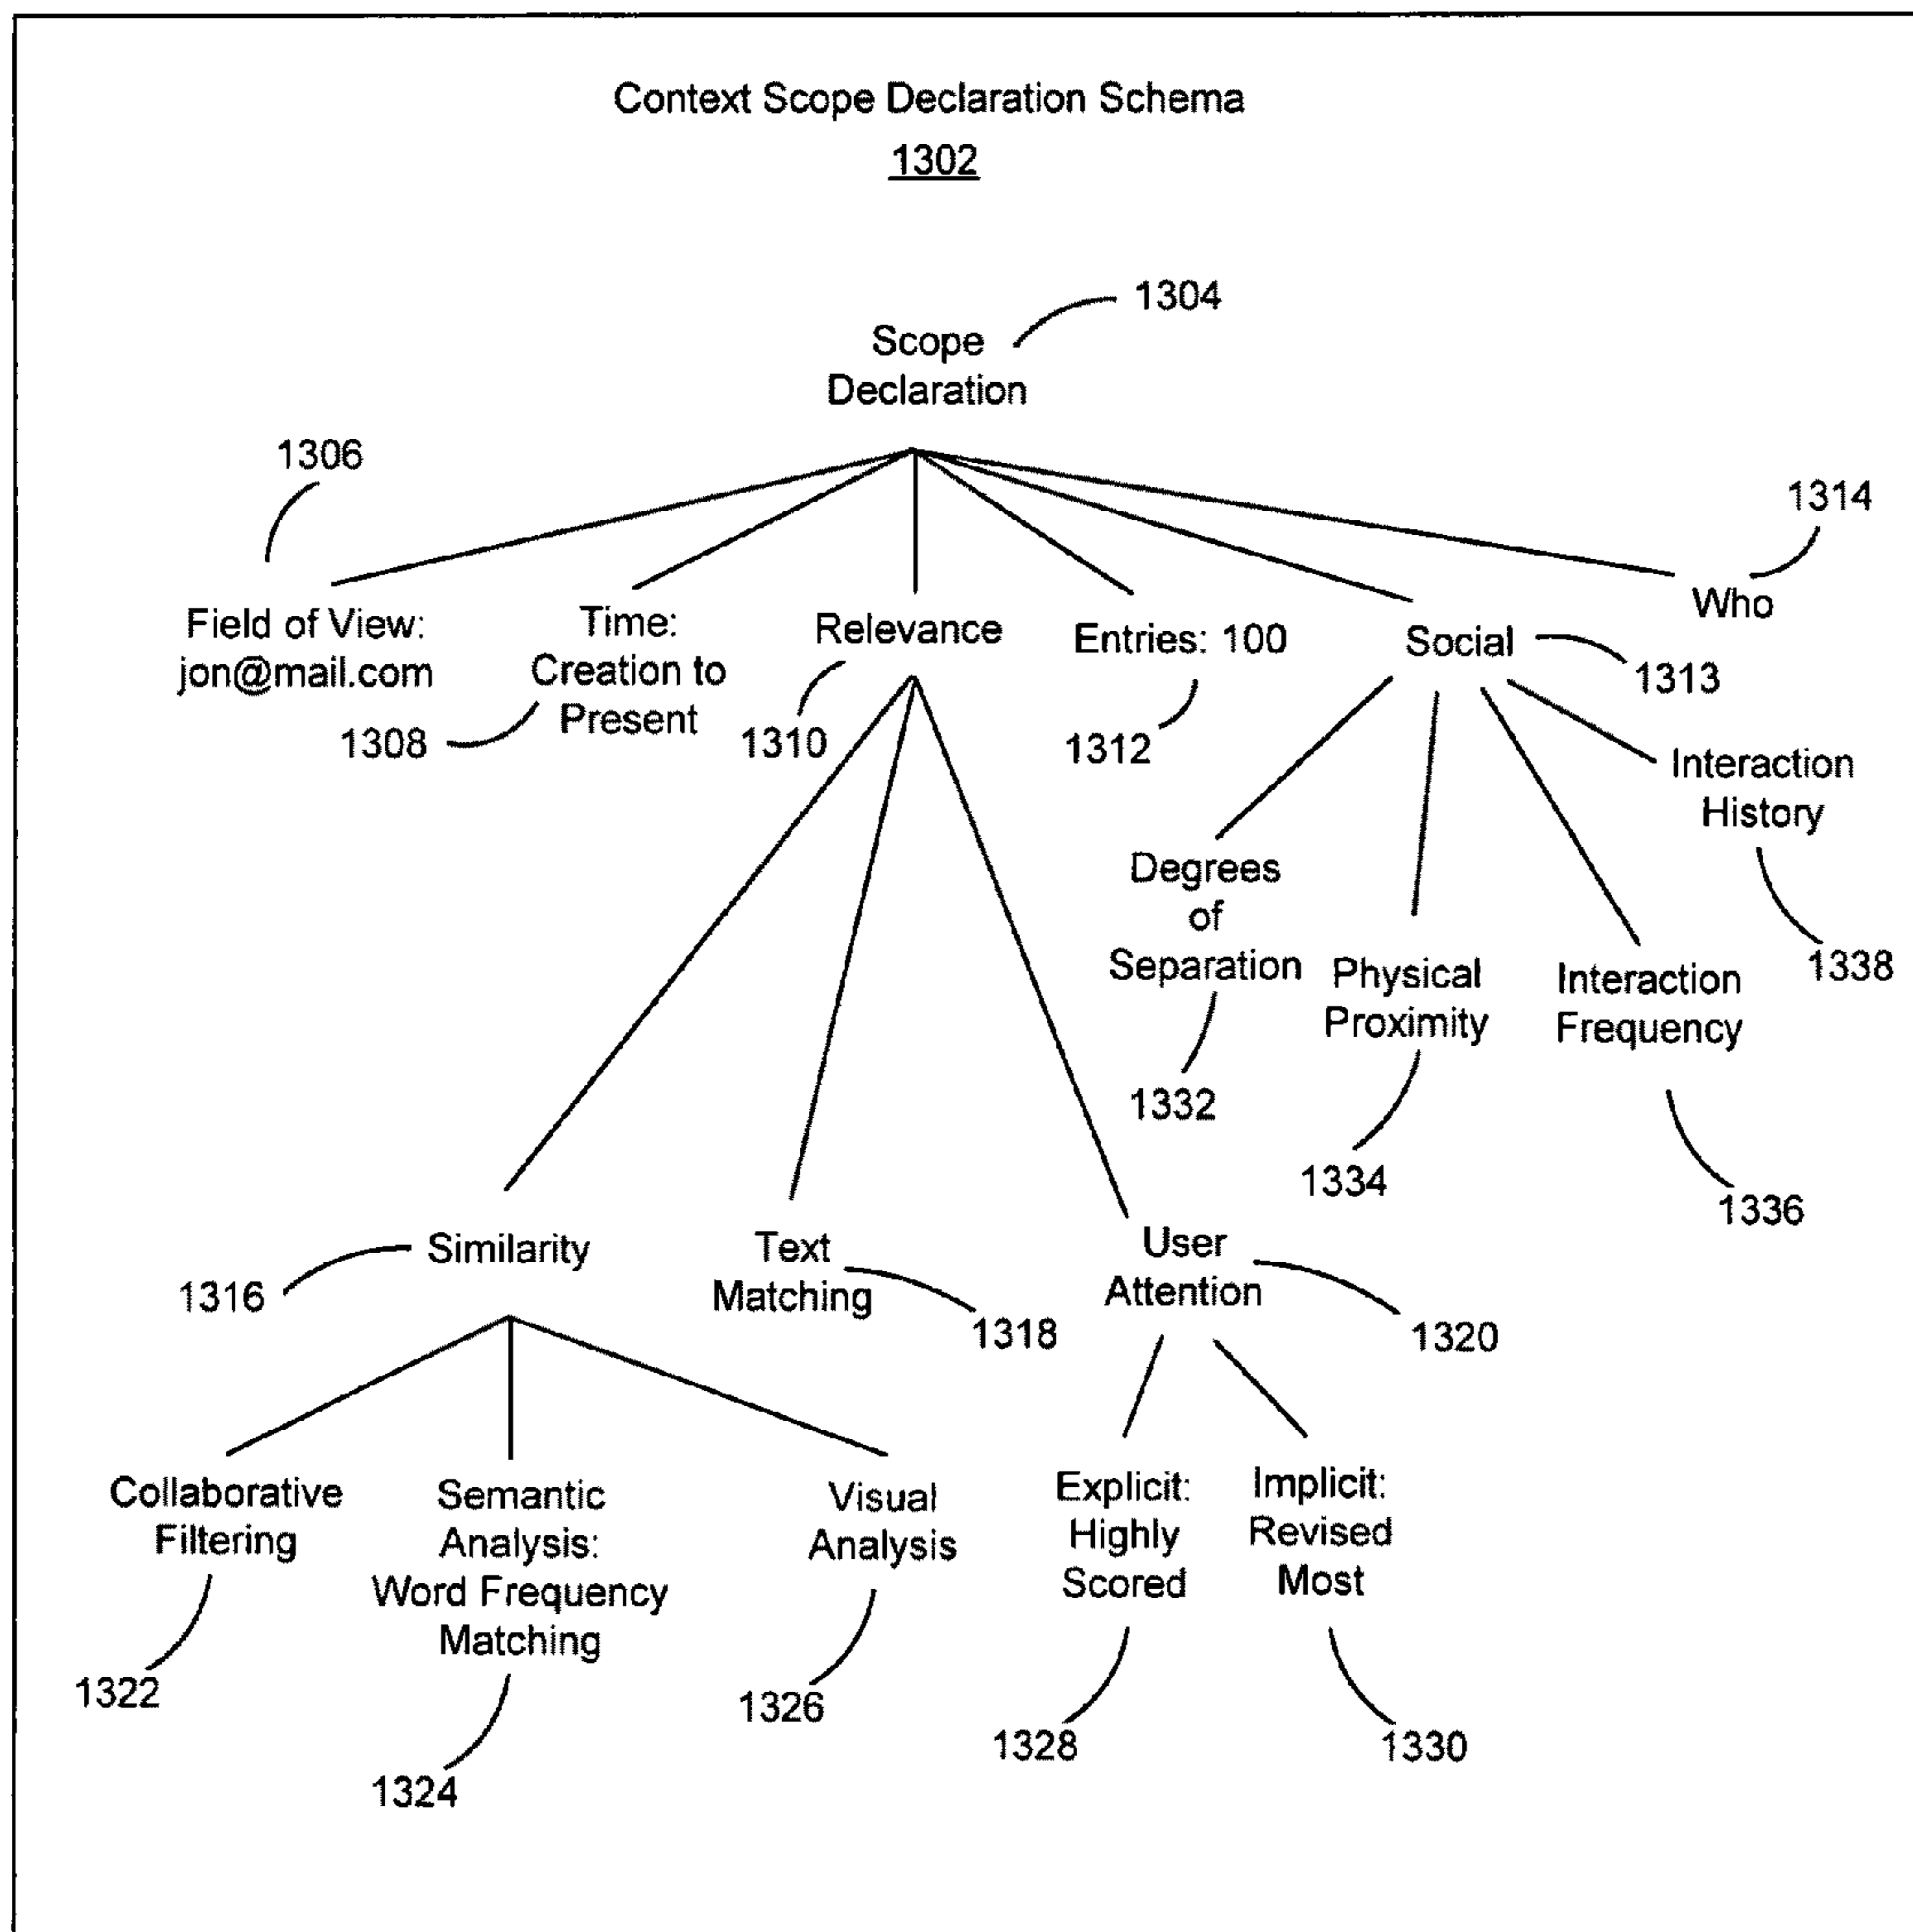 Context Scope Declaration Schema
1302
1304
Scope
Declaration
1306
1314
Field of View:
jon@mail.com
1308
Time:
Creation to
Present
Relevance
1310
Entries: 100
1312
Social
1313
Who
Degrees
of
Separation
1332
Physical
Proximity
1334
Interaction
Frequency
1336
Interaction
History
1338
Similarity
1316
Text
Matching
1318
User
Attention
1320
Collaborative
Filtering
1322
Semantic
Analysis:
Word Frequency
Matching
1324
Visual
Analysis
1326
Explicit:
Highly
Scored
1328
Implicit:
Revised
Most
1330